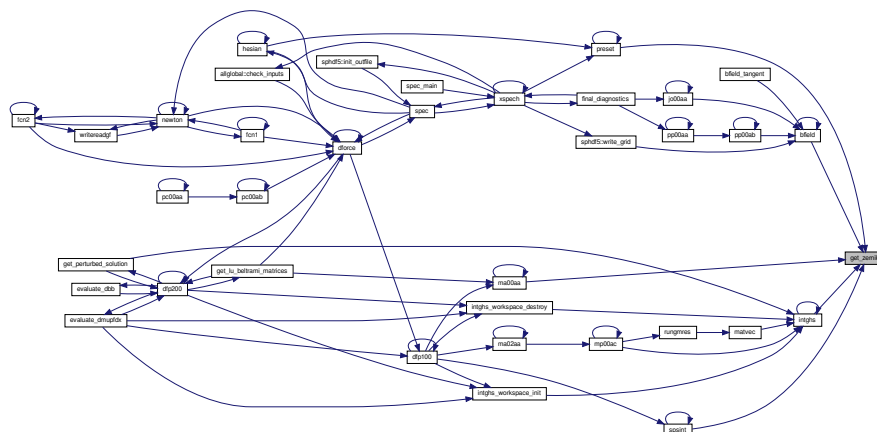 hesian
preset
allglobal::check_inputs
sphdf5::init_outfile
bfield_tangent
spec_main
xspech
final_diagnostics
jo00aa
spec
fcn2
newton
writereadgf
fcn1
pp00aa
pp00ab
bfield
sphdf5::write_grid
dforce
pc00aa
pc00ab
get_zerni
get_perturbed_solution
get_lu_beltrami_matrices
evaluate_dbb
dfp200
ma00aa
intghs_workspace_destroy
evaluate_dmupfdx
intghs
rungmres
matvec
ma02aa
mp00ac
dfp100
intghs_workspace_init
spsint